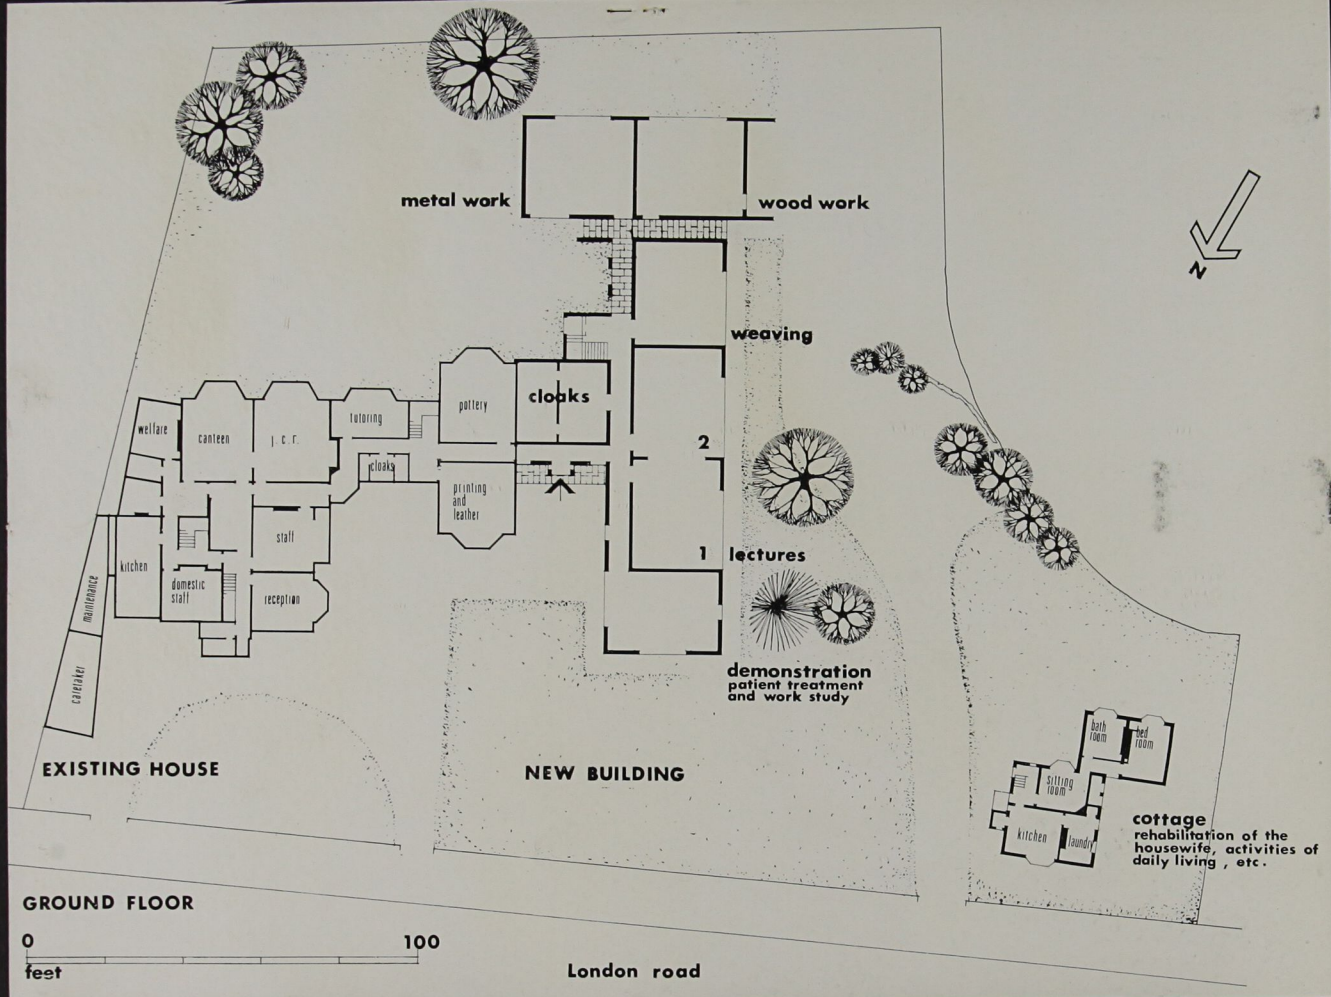 metal work
wood work
N
weaving
welfare
canteen
j.c.r.
tutoring
pottery
cloaks
cloaks
2
printing
and
leather
staff
kitchen
domestic
staff
reception
maintenance
caretaker
1 lectures
demonstration
patient treatment
and work study
EXISTING HOUSE
NEW BUILDING
bath
room
bed
room
sitting
room
kitchen
laundry
cottage
rehabilitation of the
housewife, activities of
daily living, etc.
GROUND FLOOR
0 100
feet
London road